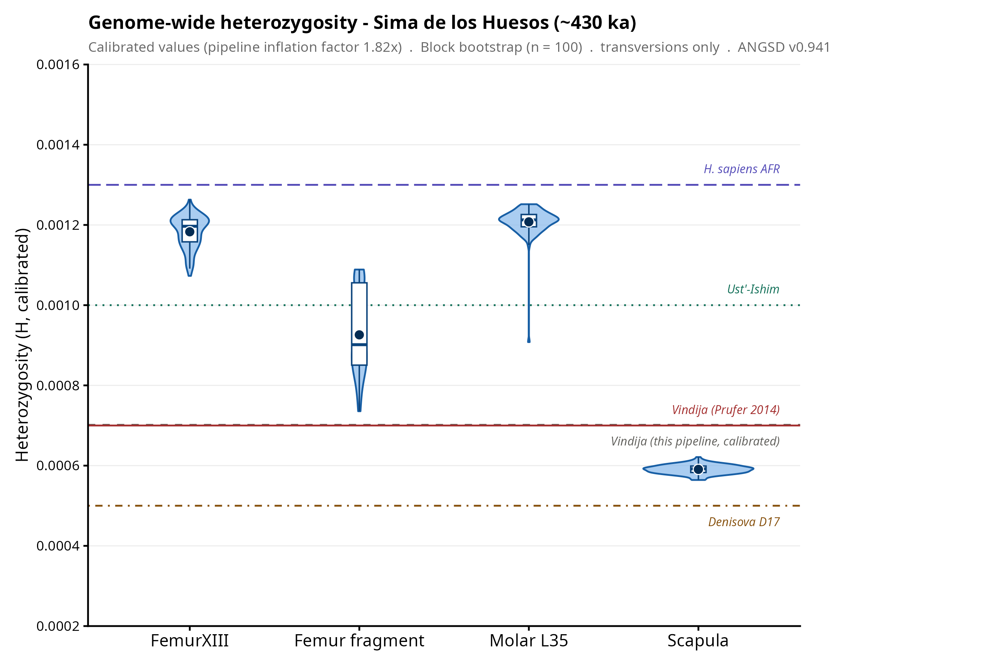 Genome-wide heterozygosity - Sima de los Huesos (~430 ka)
Calibrated values (pipeline inflation factor 1.82x) . Block bootstrap (n = 100) . transversions only . ANGSD v0.941
Heterozygosity (H, calibrated)
0.0016
0.0014
H. sapiens AFR
0.0012
Ust'-Ishim
0.0010
0.0008
Vindija (Prufer 2014)
Vindija (this pipeline, calibrated)
0.0006
Denisova D17
0.0004
0.0002
FemurXIII
Femur fragment
Molar L35
Scapula